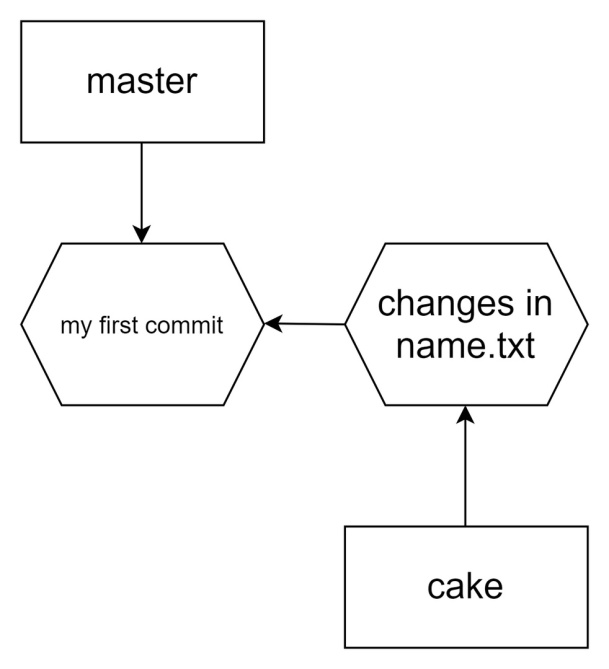 master
my first commit
changes in
name.txt
cake